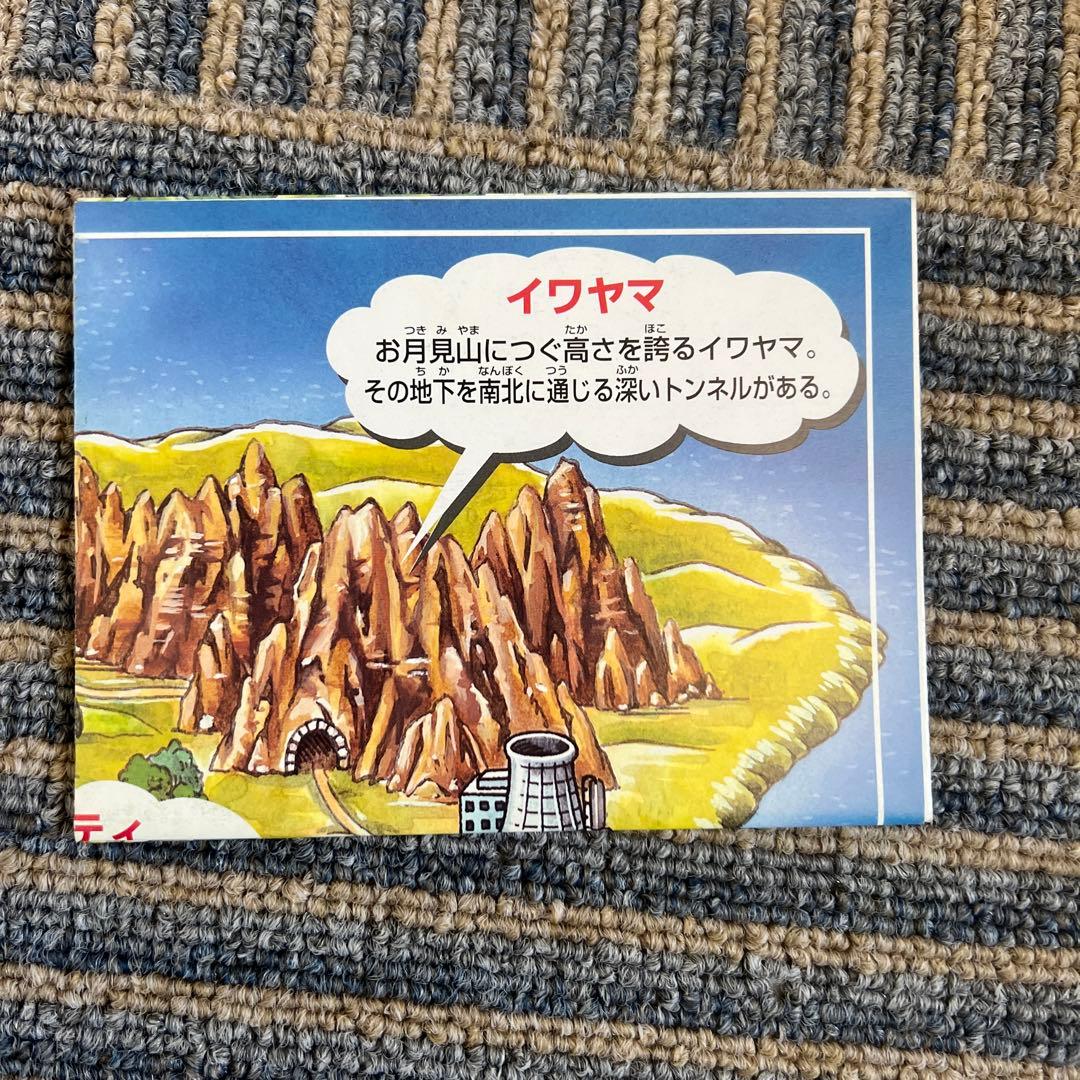 イワヤマ
お月見山につぐ高さを誇るイワヤマ。
その地下を南北に通じる深いトンネルがある。
ティ